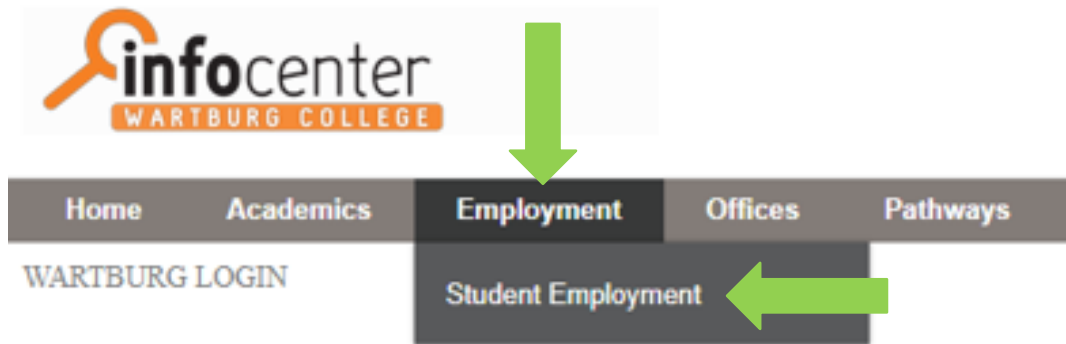 infocenter
WARTBURG COLLEGE
Home Academics Employment Offices Pathways
WARTBURG LOGIN
Student Employment